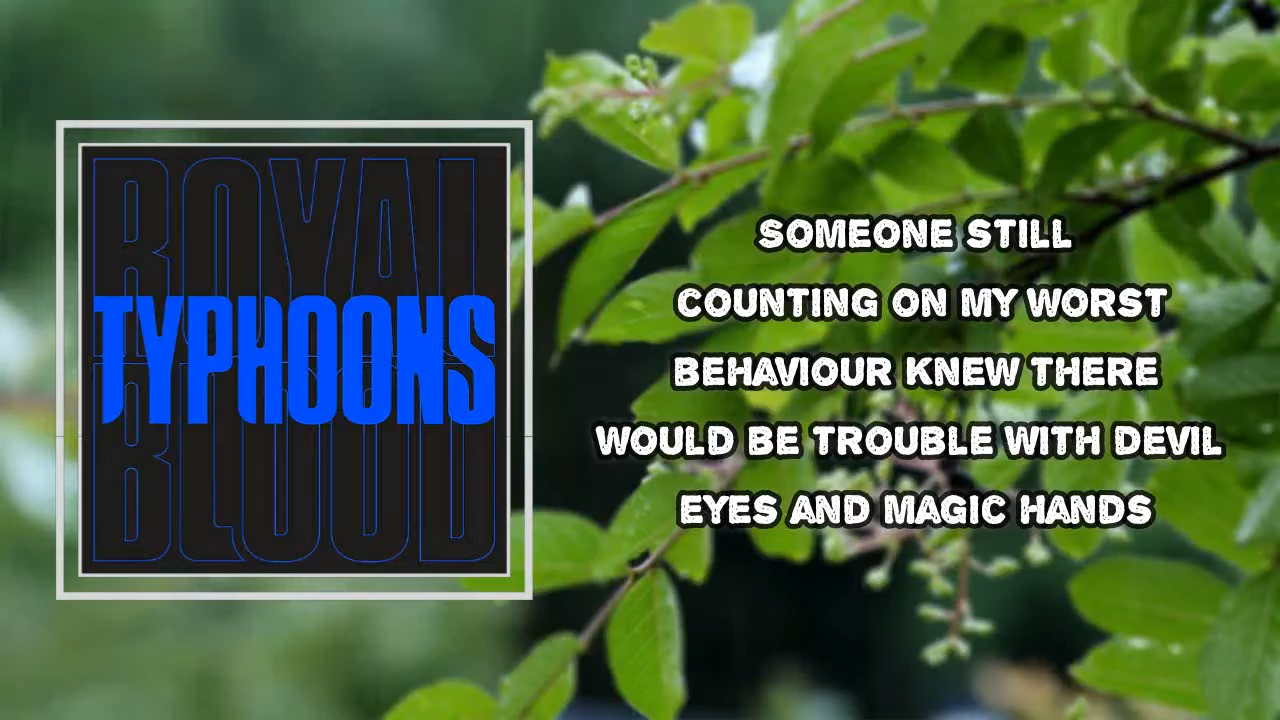 ROYAL
TYPHOONS
BLOOD
SOMEONE STILL
COUNTING ON MY WORST
BEHAVIOUR KNEW THERE
WOULD BE TROUBLE WITH DEVIL
EYES AND MAGIC HANDS